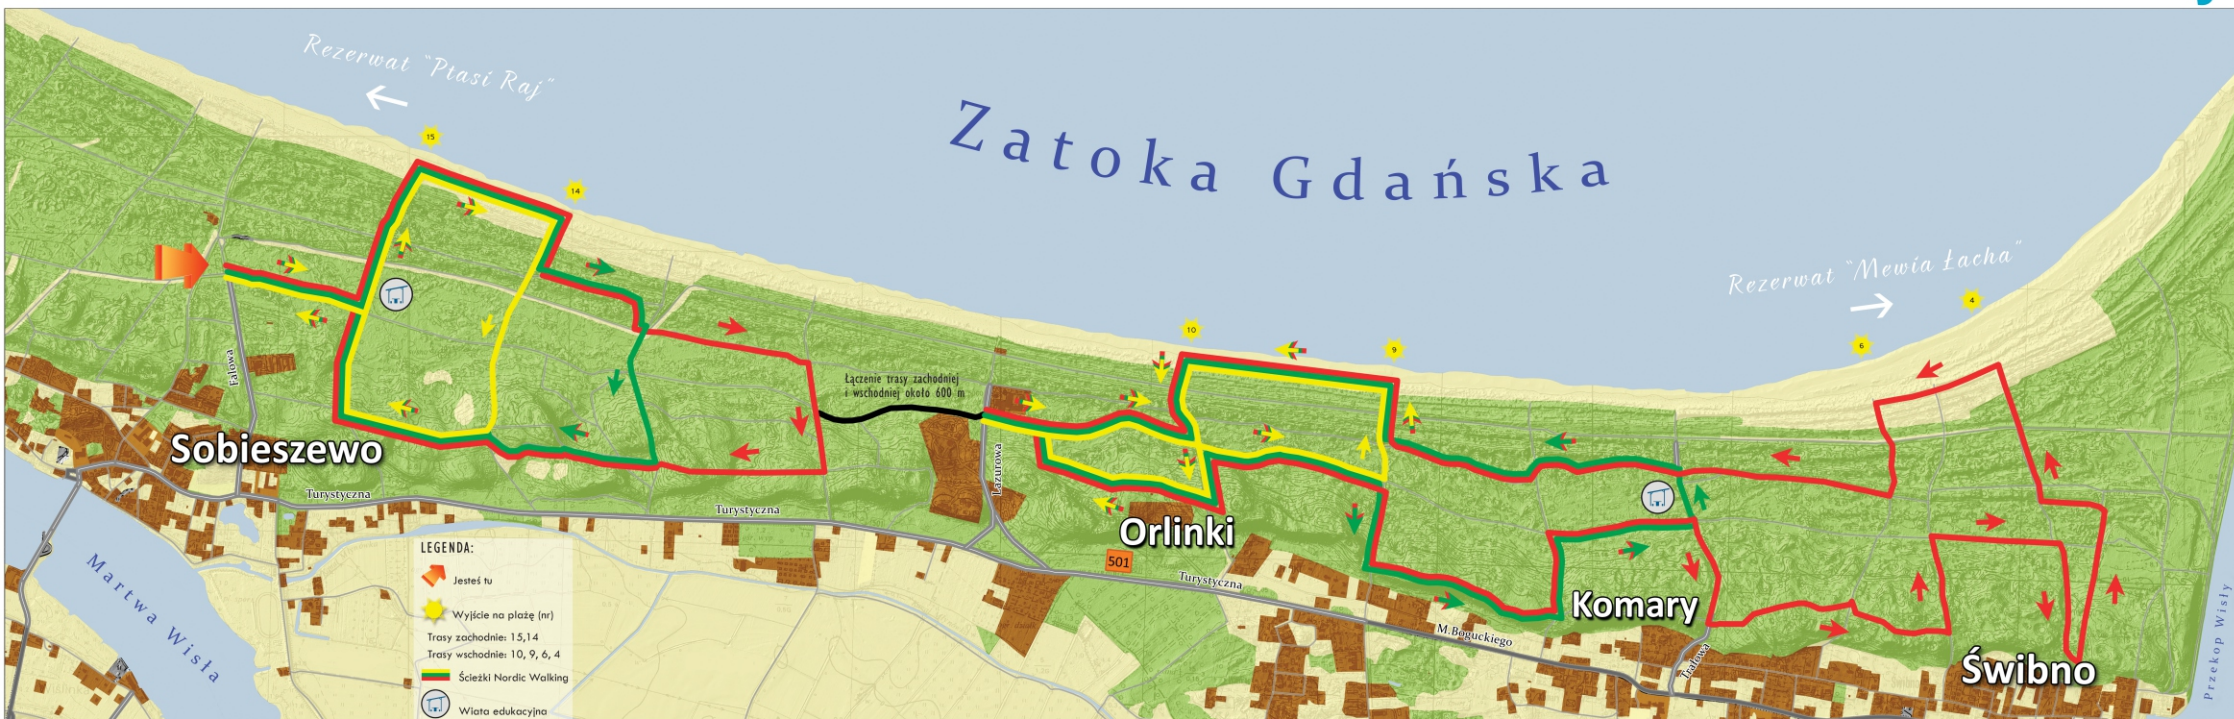 Rezerwat "Ptasi Raj"
15
14
Zatoka Gdańska
Rezerwat "Mewia Łacha"
4
6
10
9
Łączenie trasy zachodniej
i wschodniej około 600 m
Falowa
Sobieszewo
Turystyczna
Turystyczna
Lazurowa
Orlinki
501
Turystyczna
Komary
M.Boguckiego
Tralowa
Świbno
Przekop Wisły
Martwa Wisła
LEGENDA:
Jesteś tu
Wyjście na plażę (nr)
Trasy zachodnie: 15,14
Trasy wschodnie: 10, 9, 6, 4
Ścieżki Nordic Walking
Wiata edukacyjna